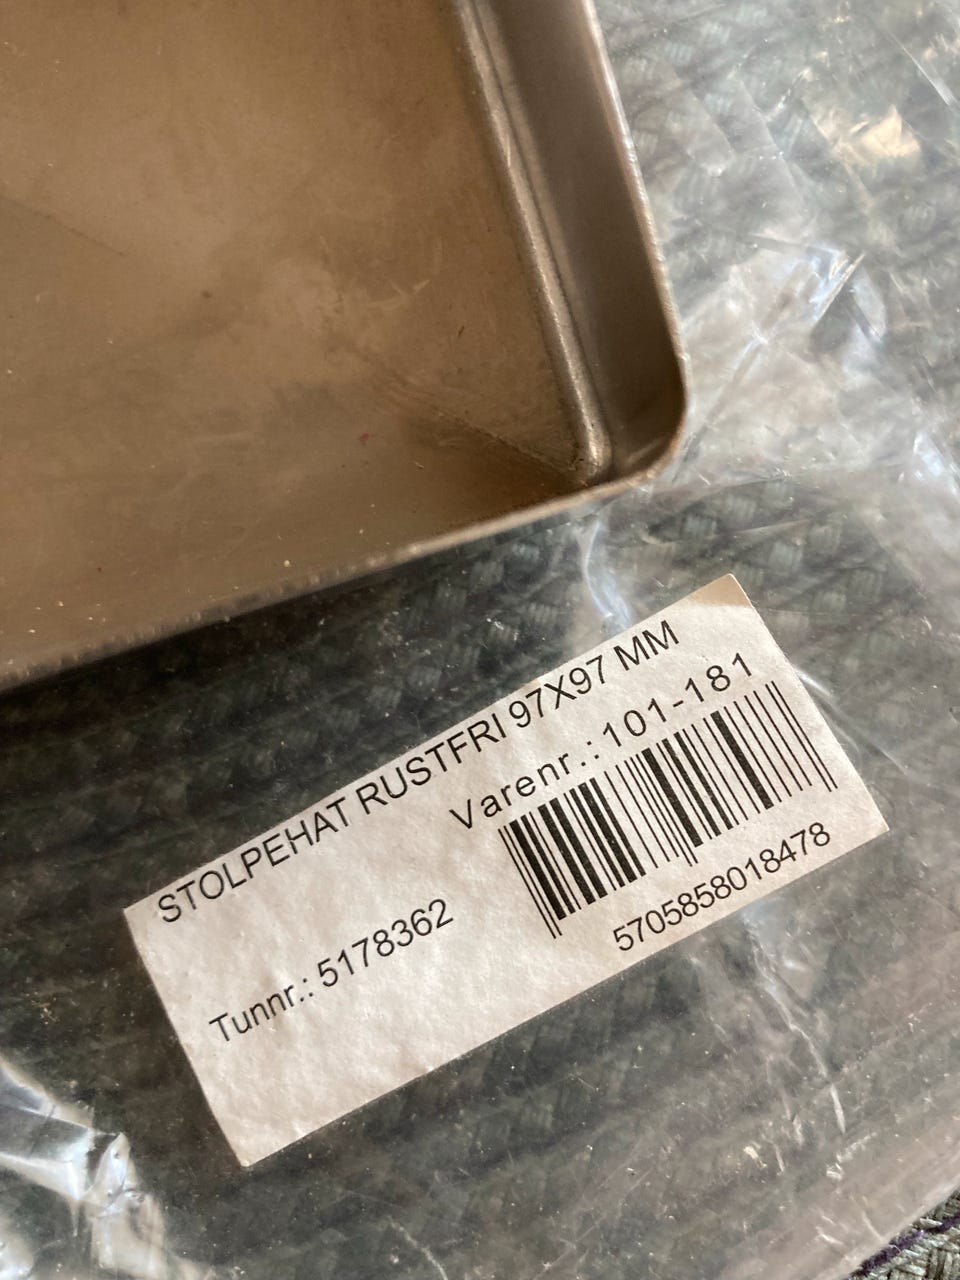 STOLPEHAT RUSTFRI 97X97 MM
Varenr.: 101-181
Tunnr.: 5178362
5705858018478